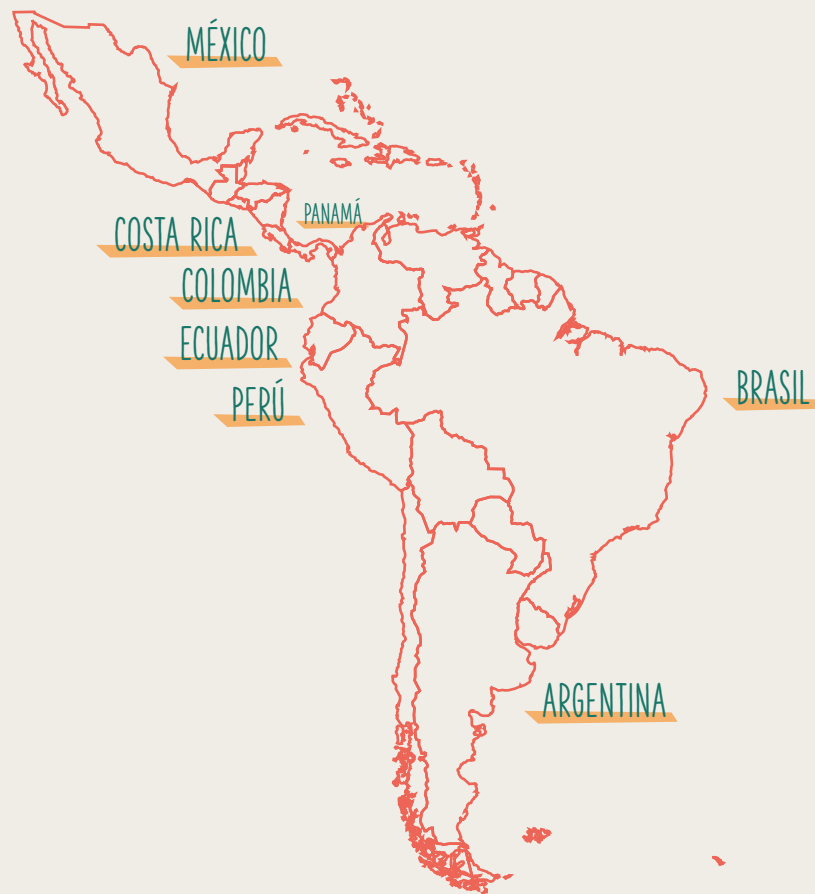 MÉXICO
PANAMÁ
COSTA RICA
COLOMBIA
ECUADOR
PERÚ
BRASIL
ARGENTINA